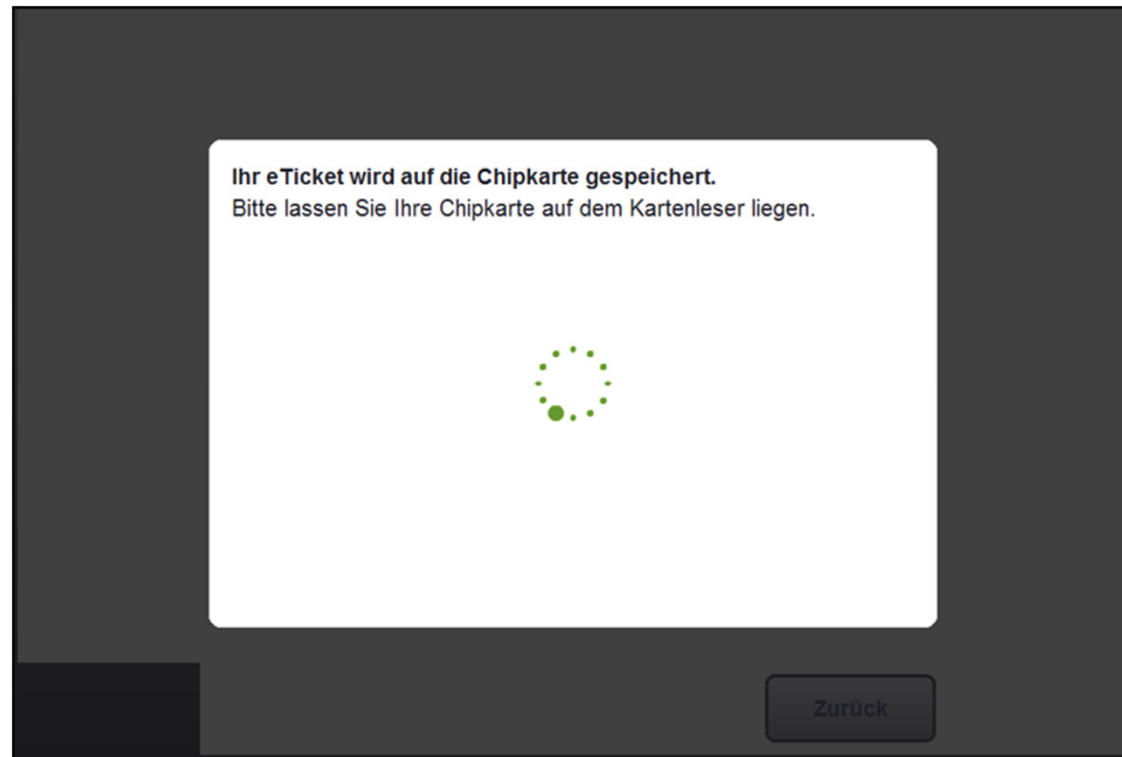 Ihr eTicket wird auf die Chipkarte gespeichert.
Bitte lassen Sie Ihre Chipkarte auf dem Kartenleser liegen.
Zurück